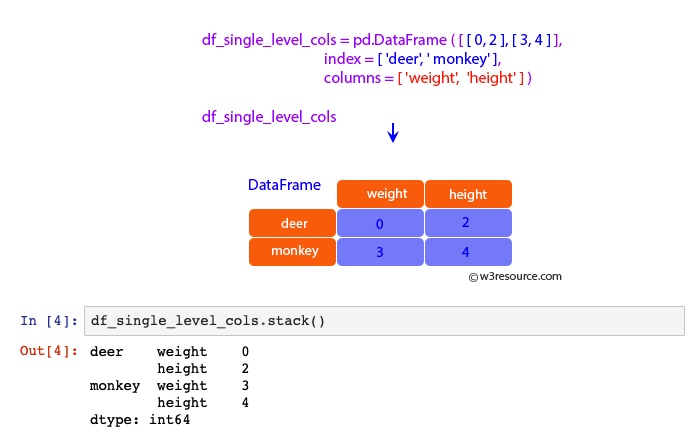 df_single_level_cols = pd.DataFrame ( [ [ 0, 2 ], [ 3, 4 ] ],
index = [ 'deer', ' monkey' ],
columns = [ 'weight', 'height' ] )
df_single_level_cols
DataFrame weight height
deer 0 2
monkey 3 4
© w3resource.com
In [4]: df_single_level_cols.stack()
Out[4]: deer weight 0
height 2
monkey weight 3
height 4
dtype: int64